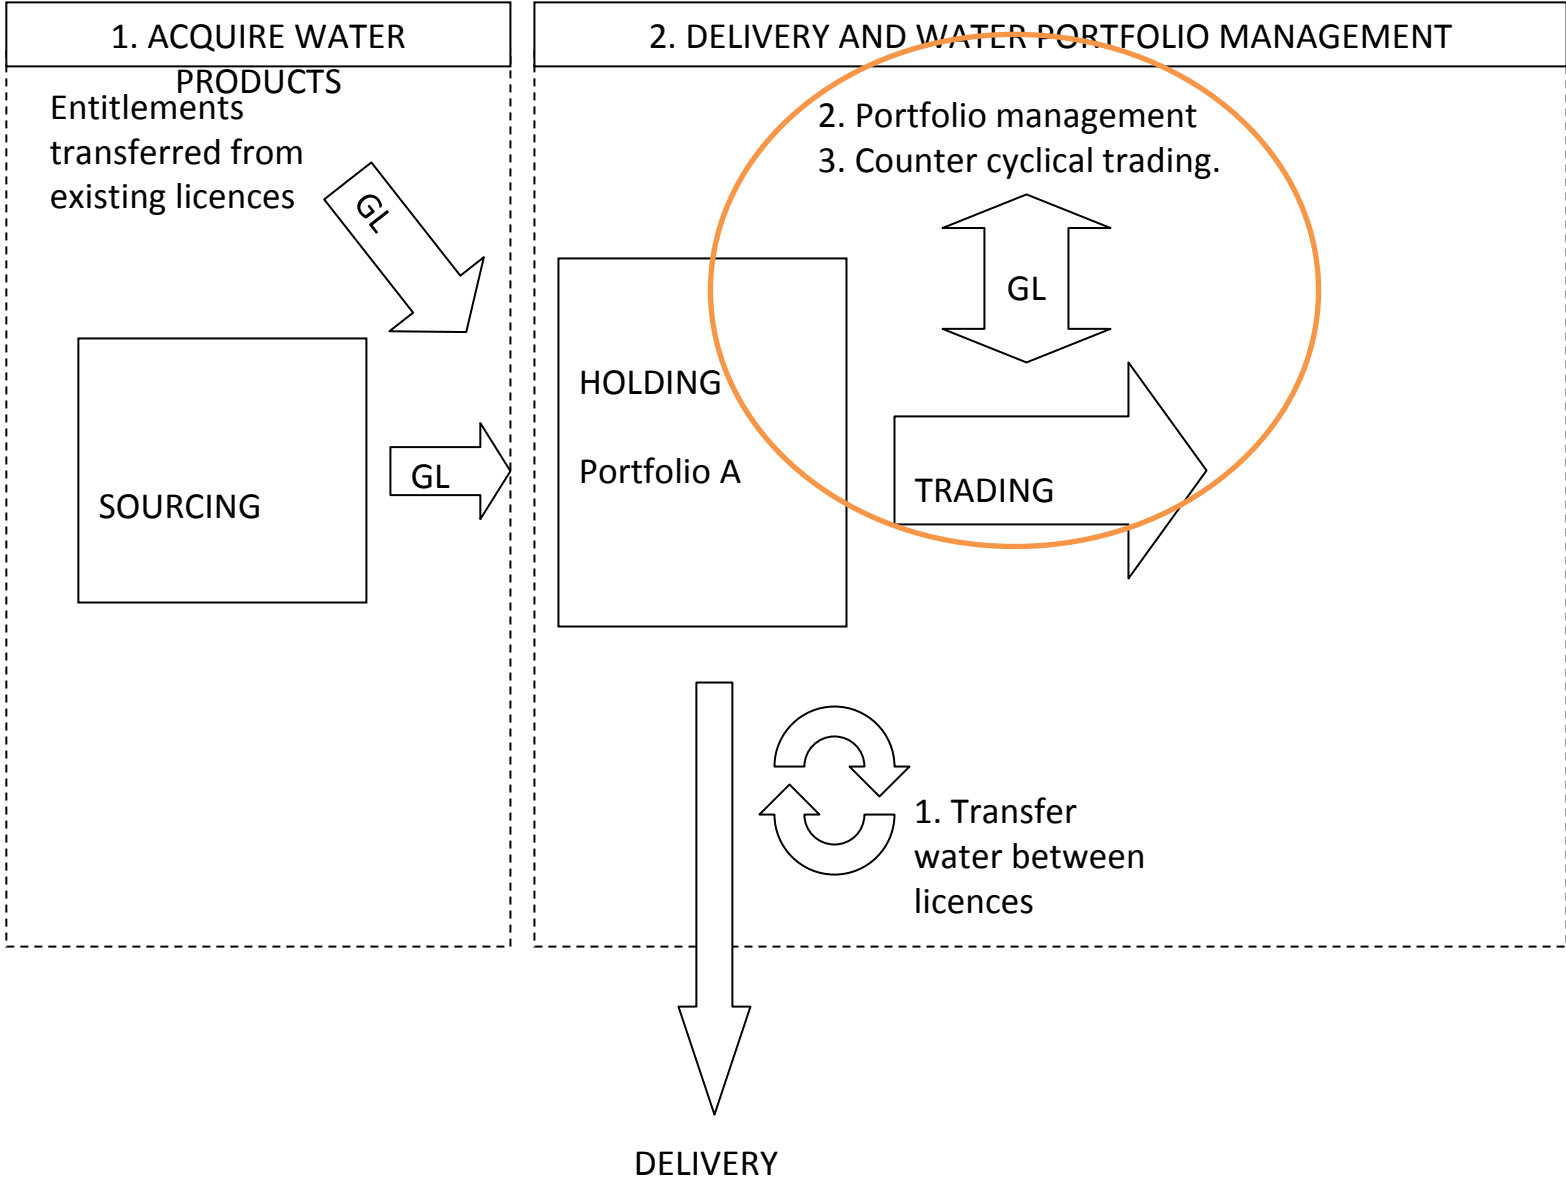 1. ACQUIRE WATER
PRODUCTS
Entitlements
transferred from
existing licences
GL
SOURCING
GL
2. DELIVERY AND WATER PORTFOLIO MANAGEMENT
2. Portfolio management
3. Counter cyclical trading.
GL
HOLDING
Portfolio A
TRADING
1. Transfer
water between
licences
DELIVERY